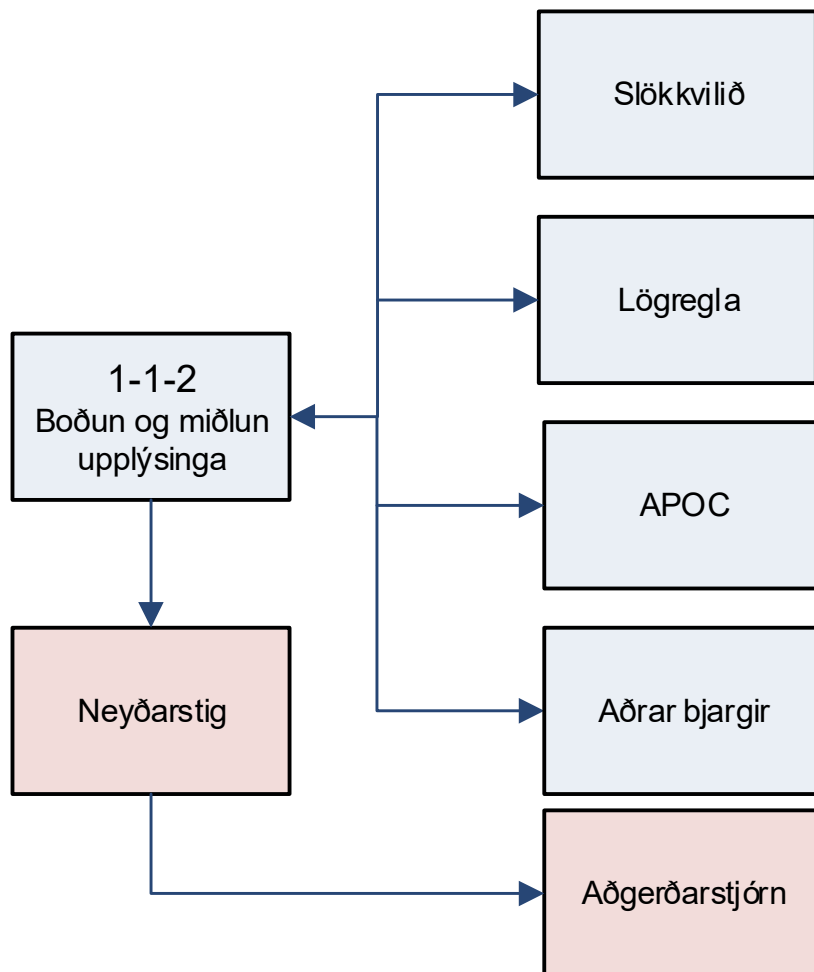 Slökkvilið
Lögregla
1-1-2
Boðun og miðlun
upplýsinga
APOC
Neyðarstig
Aðrar bjargir
Aðgerðarstjórn